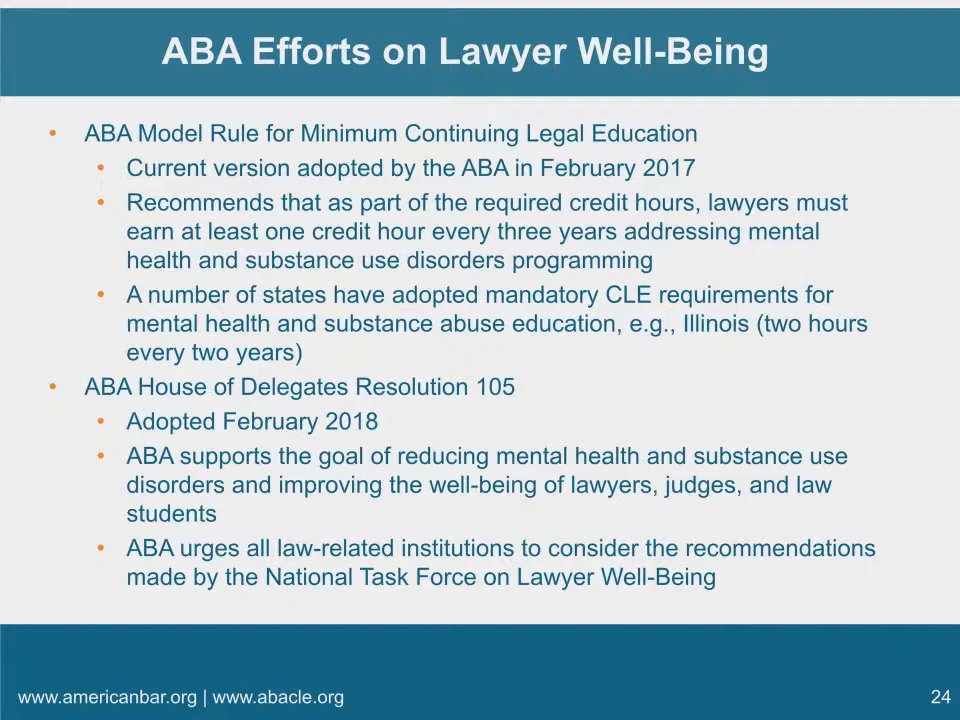 ABA Efforts on Lawyer Well-Being
• ABA Model Rule for Minimum Continuing Legal Education
• Current version adopted by the ABA in February 2017
• Recommends that as part of the required credit hours, lawyers must
earn at least one credit hour every three years addressing mental
health and substance use disorders programming
• A number of states have adopted mandatory CLE requirements for
mental health and substance abuse education, e.g., Illinois (two hours
every two years)
• ABA House of Delegates Resolution 105
• Adopted February 2018
• ABA supports the goal of reducing mental health and substance use
disorders and improving the well-being of lawyers, judges, and law
students
• ABA urges all law-related institutions to consider the recommendations
made by the National Task Force on Lawyer Well-Being
www.americanbar.org | www.abacle.org
24